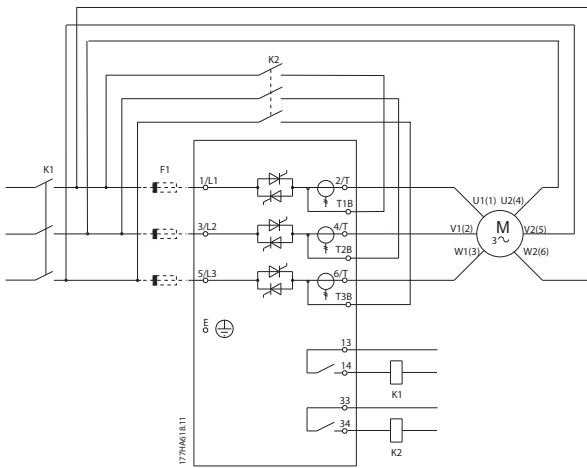 K2
K1
F1
1/L1
2/T
T1B
3/L2
4/T
T2B
5/L3
6/T
T3B
U1(1) U2(4)
V1(2)
M
3
V2(5)
W1(3)
W2(6)
E
13
14
K1
33
34
K2
177HA618.11